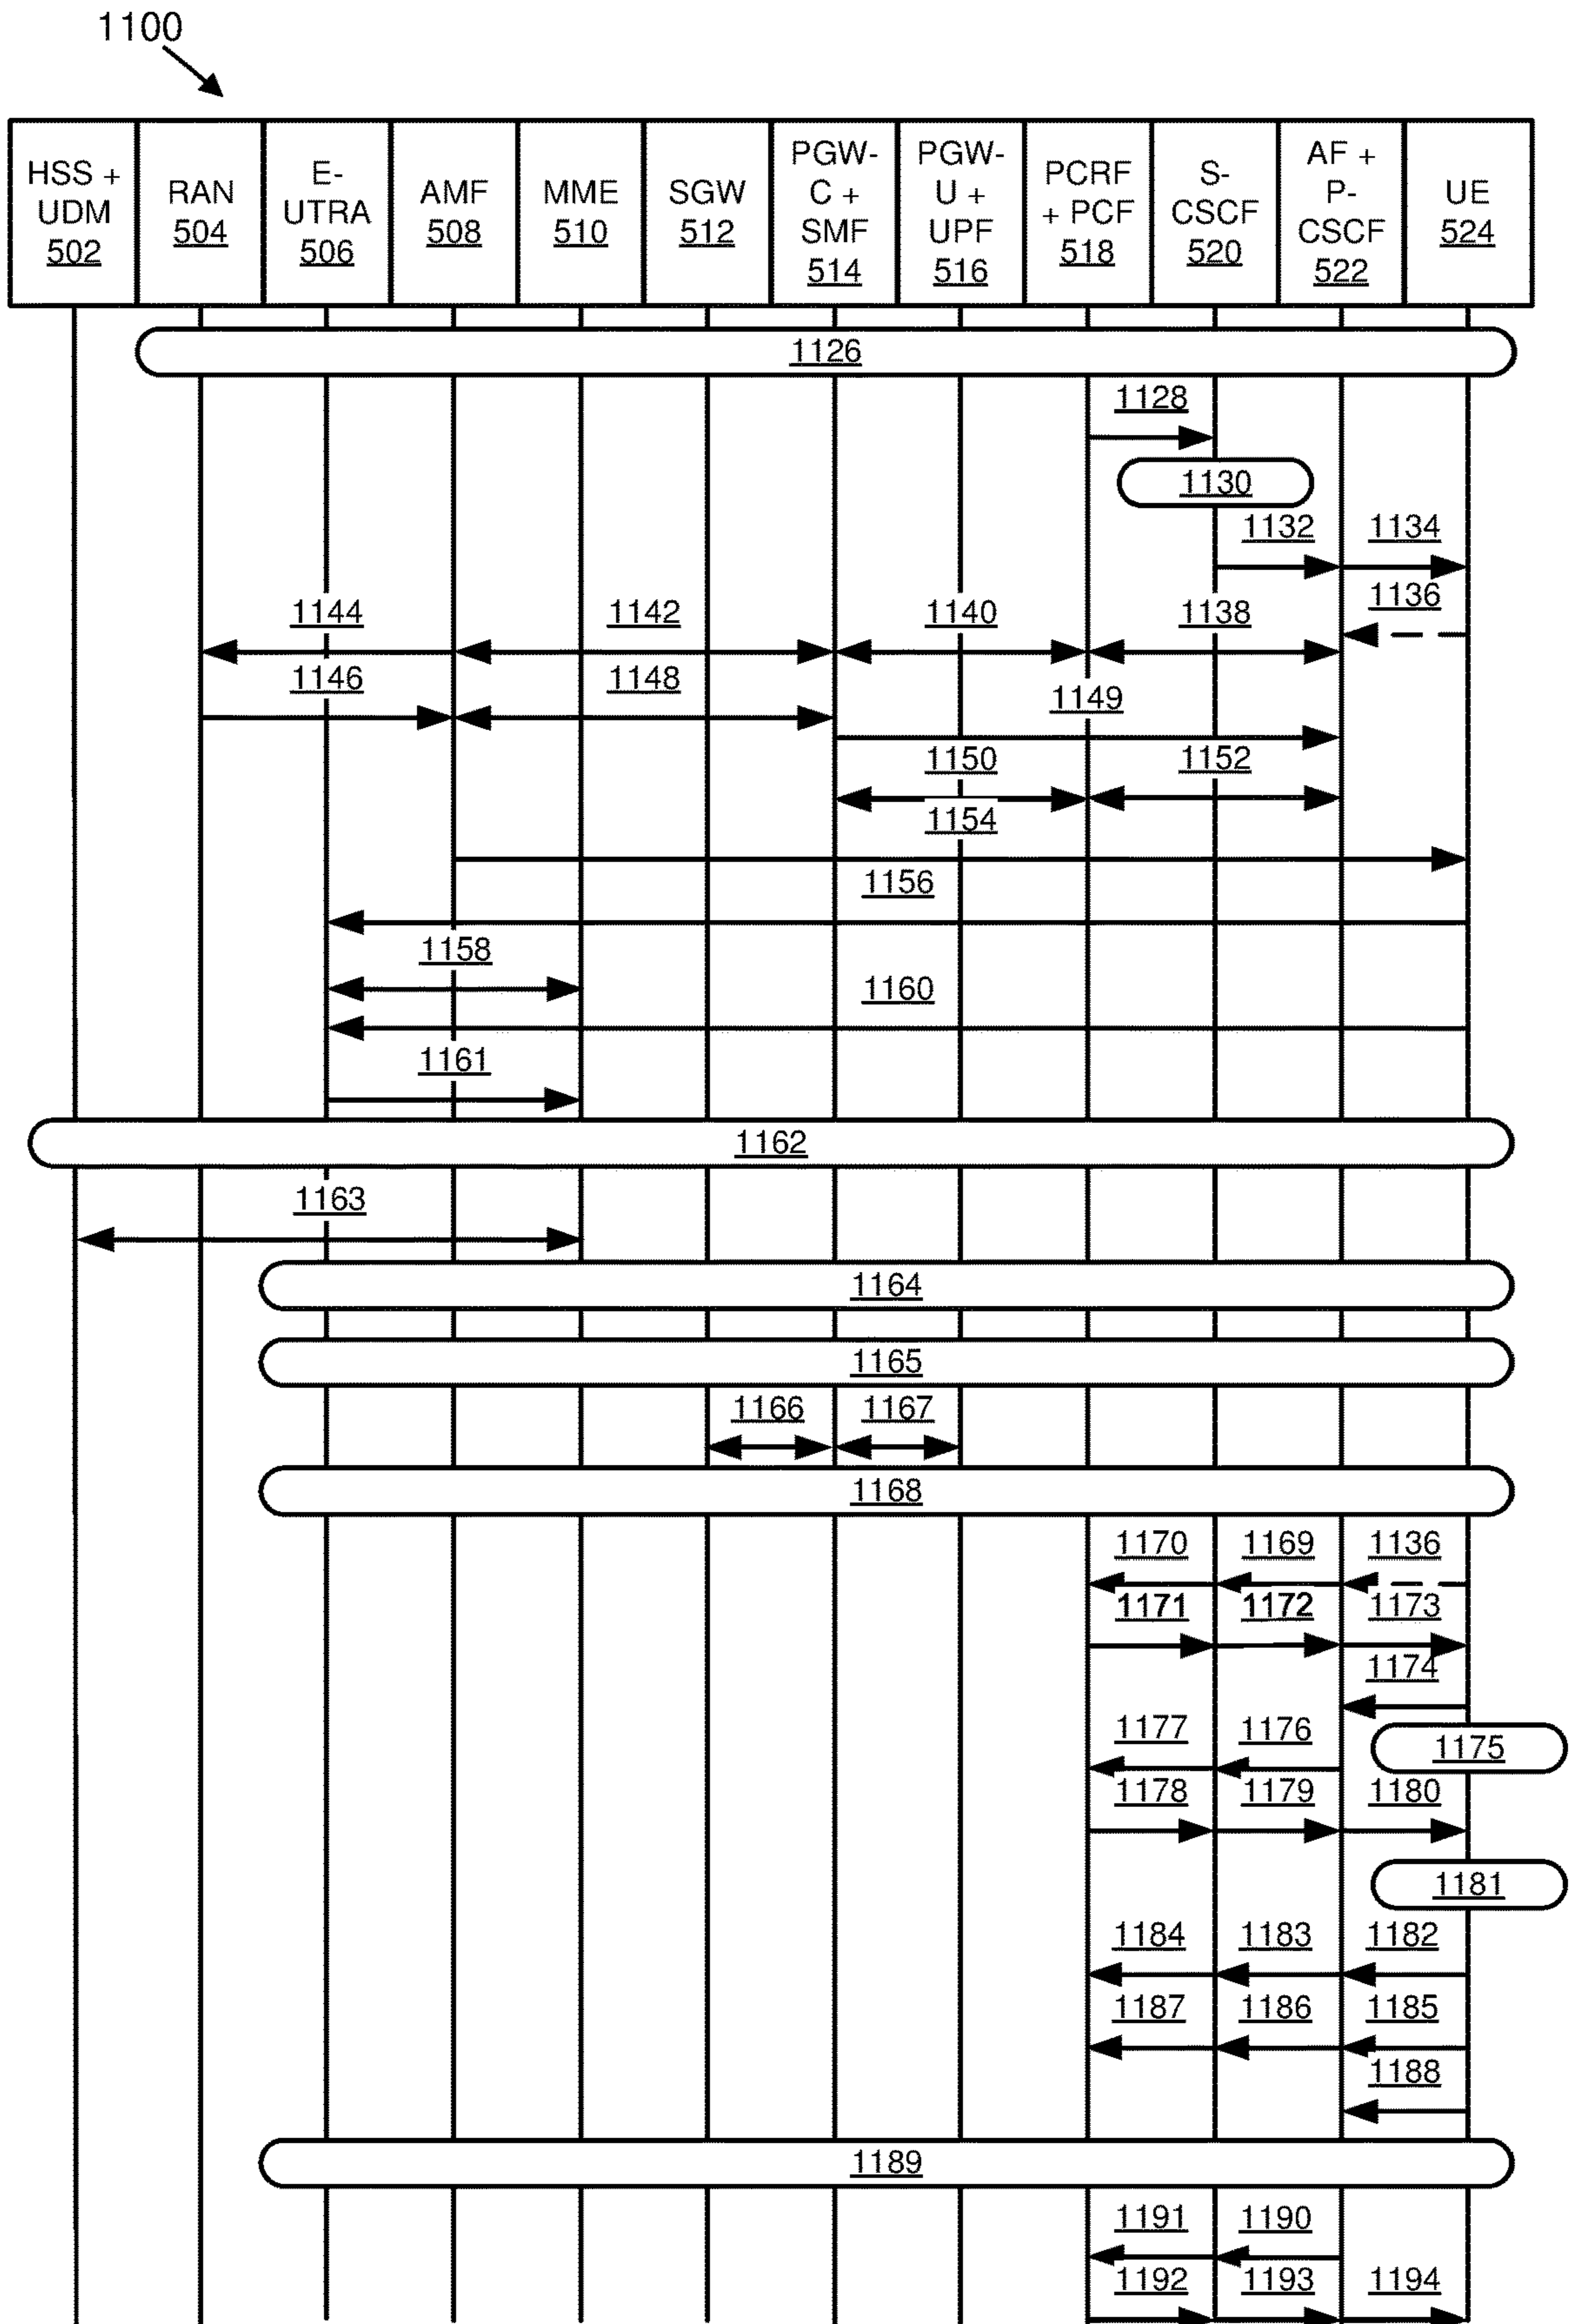 1100
HSS +
UDM
502
RAN
504
E-
UTRA
506
AMF
508
MME
510
SGW
512
PGW-
C +
SMF
514
PGW-
U +
UPF
516
PCRF
+ PCF
518
S-
CSCF
520
AF +
P-
CSCF
522
UE
524
1126
1128
1130
1132 1134
1136
1144 1142 1140 1138
1146 1148
1149
1150 1152
1154
1156
1158
1160
1161
1162
1163
1164
1165
1166 1167
1168
1170 1169 1136
1171 1172 1173
1174
1177 1176
1175
1178 1179 1180
1181
1184 1183 1182
1187 1186 1185
1188
1189
1191 1190
1192 1193 1194